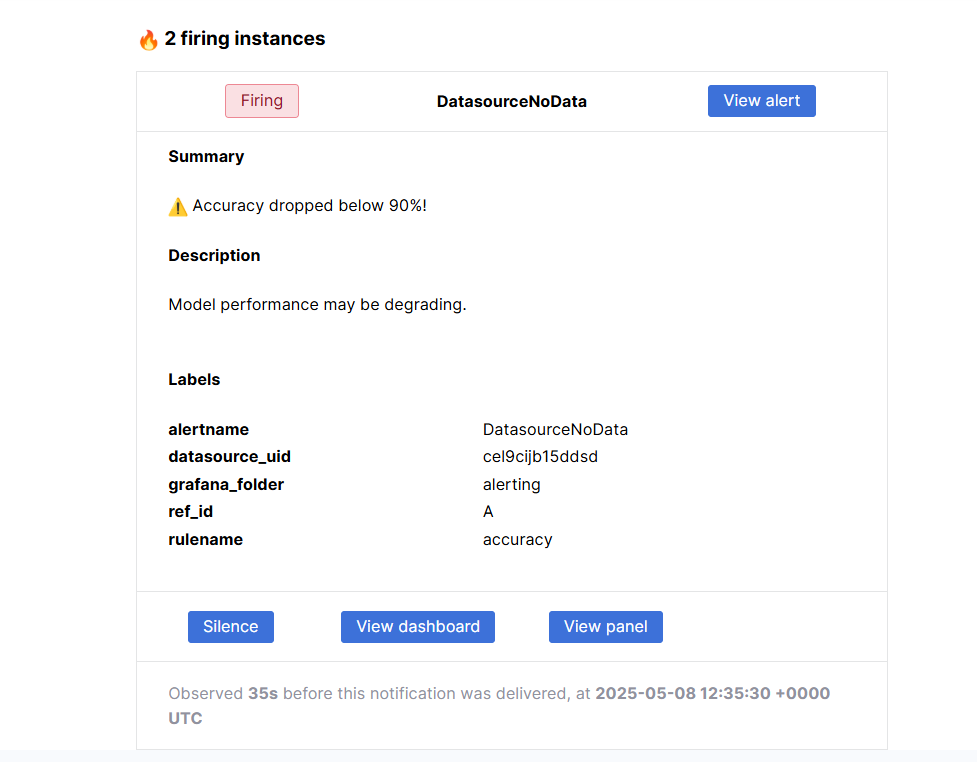 🔥 2 firing instances
Firing
DatasourceNoData
View alert
Summary
⚠️ Accuracy dropped below 90%!
Description
Model performance may be degrading.
Labels
alertname DatasourceNoData
datasource_uid cel9cijb15ddsd
grafana_folder alerting
ref_id A
rulename accuracy
Silence
View dashboard
View panel
Observed 35s before this notification was delivered, at 2025-05-08 12:35:30 +0000
UTC